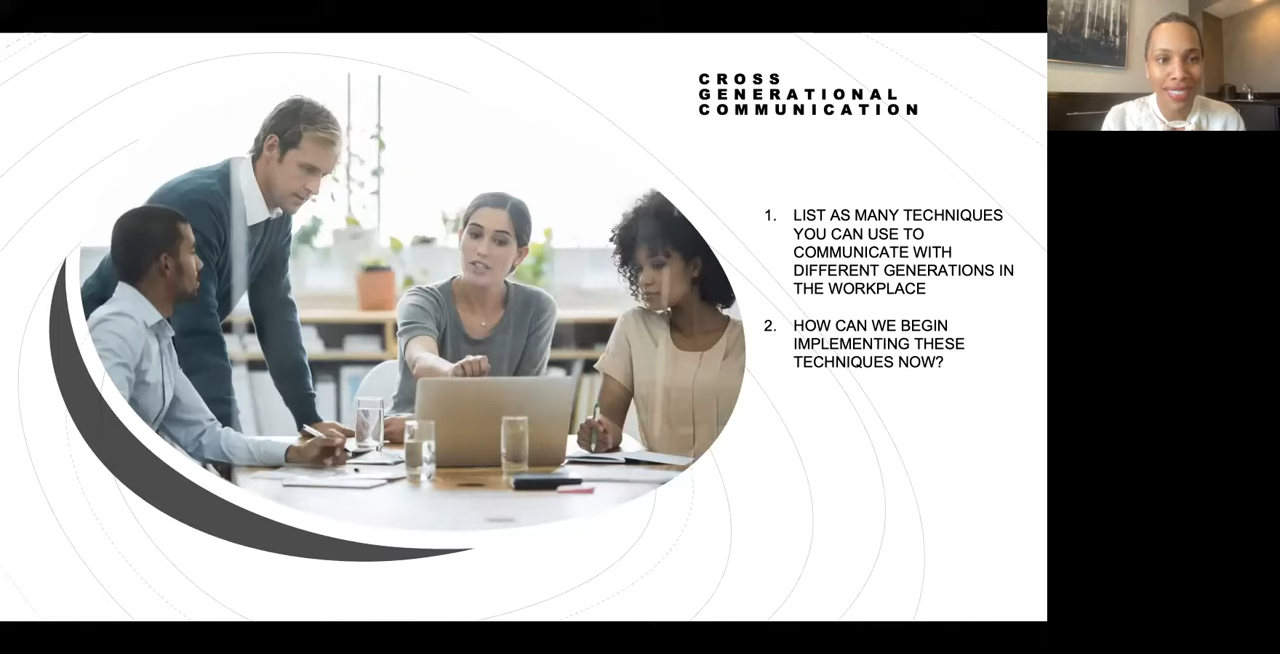 CROSS
GENERATIONAL
COMMUNICATION
1. LIST AS MANY TECHNIQUES
YOU CAN USE TO
COMMUNICATE WITH
DIFFERENT GENERATIONS IN
THE WORKPLACE
2. HOW CAN WE BEGIN
IMPLEMENTING THESE
TECHNIQUES NOW?